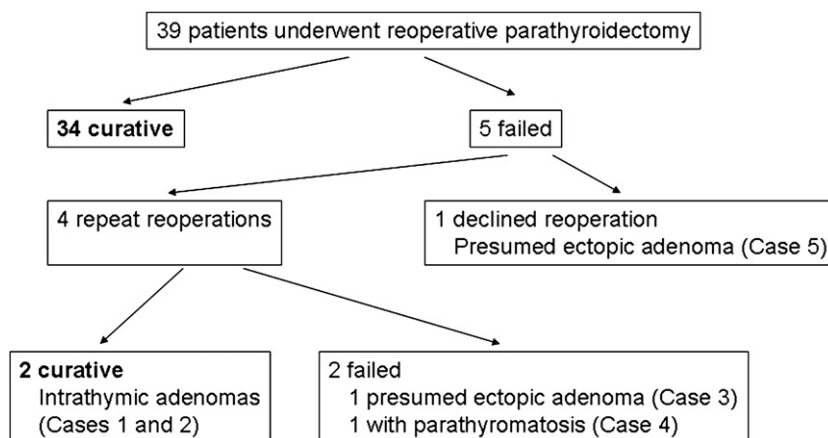 39 patients underwent reoperative parathyroidectomy
34 curative
5 failed
4 repeat reoperations
1 declined reoperation
Presumed ectopic adenoma (Case 5)
2 curative
Intrathymic adenomas
(Cases 1 and 2)
2 failed
1 presumed ectopic adenoma (Case 3)
1 with parathyromatosis (Case 4)